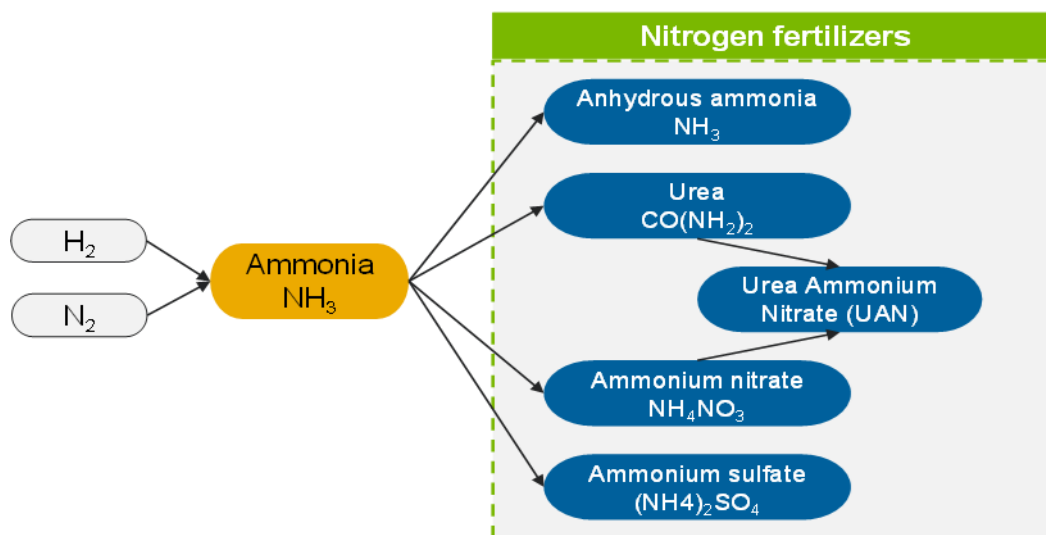 Nitrogen fertilizers
Anhydrous ammonia
NH₃
Urea
CO(NH₂)₂
H₂
Ammonia
NH₃
N₂
Urea Ammonium
Nitrate (UAN)
Ammonium nitrate
NH₄NO₃
Ammonium sulfate
(NH4)₂SO₄